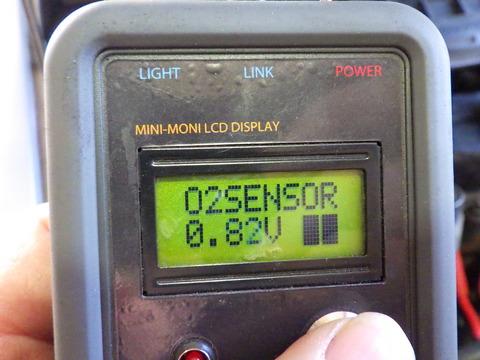 LIGHT LINK POWER
MINI-MONI LCD DISPLAY
O2SENSOR
0.82V